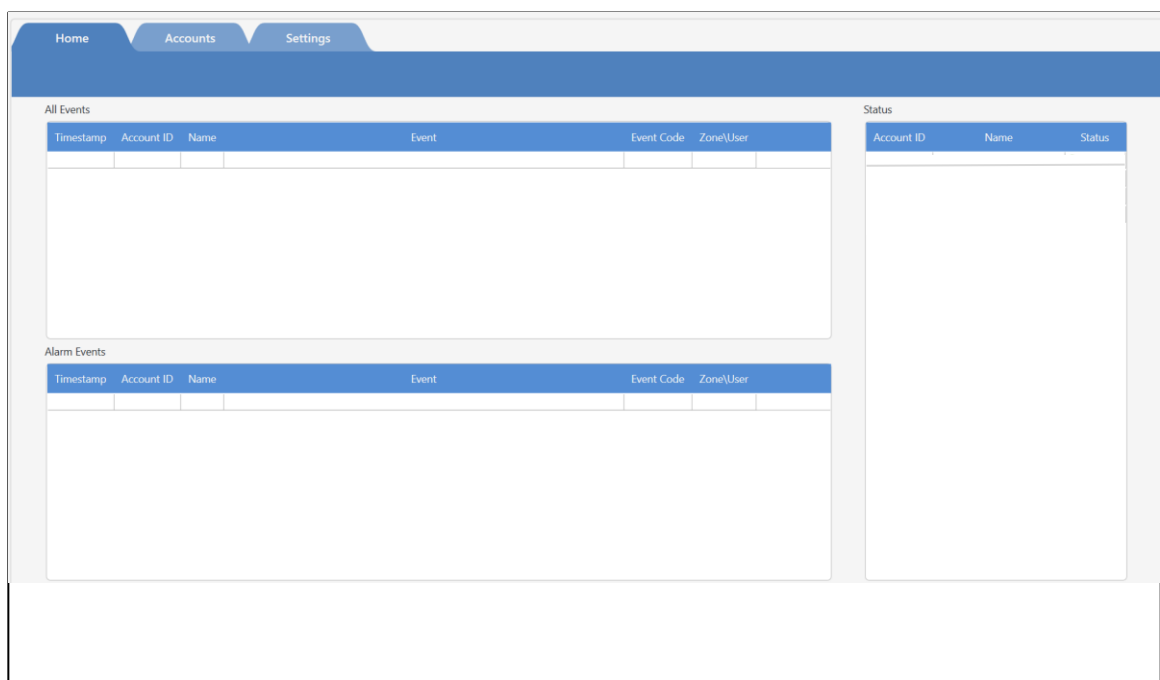 Home Accounts Settings
All Events
Timestamp Account ID Name Event Event Code Zone\User
Alarm Events
Timestamp Account ID Name Event Event Code Zone\User
Status
Account ID Name Status